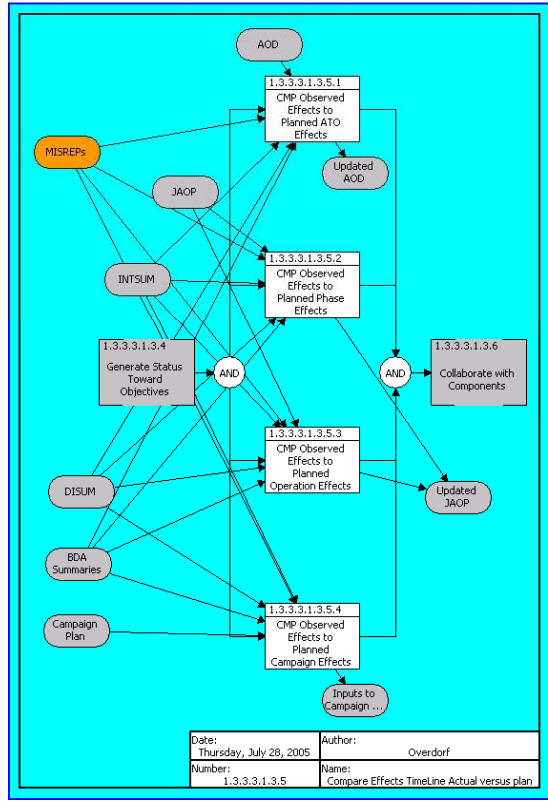 AOD
1.3.3.3.1.3.5.1
CMP Observed
Effects to
Planned ATO
Effects
MISREPs
Updated
AOD
JAOP
1.3.3.3.1.3.5.2
CMP Observed
Effects to
Planned Phase
Effects
INTSUM
1.3.3.3.1.3.4
Generate Status
Toward
Objectives
AND
AND
1.3.3.3.1.3.6
Collaborate with
Components
1.3.3.3.1.3.5.3
CMP Observed
Effects to
Planned
Operation Effects
DISUM
Updated
JAOP
BDA
Summaries
1.3.3.3.1.3.5.4
CMP Observed
Effects to
Planned
Campaign Effects
Campaign
Plan
Inputs to
Campaign ...
Date:
Thursday, July 28, 2005
Author:
Overdorf
Number:
1.3.3.3.1.3.5
Name:
Compare Effects TimeLine Actual versus plan